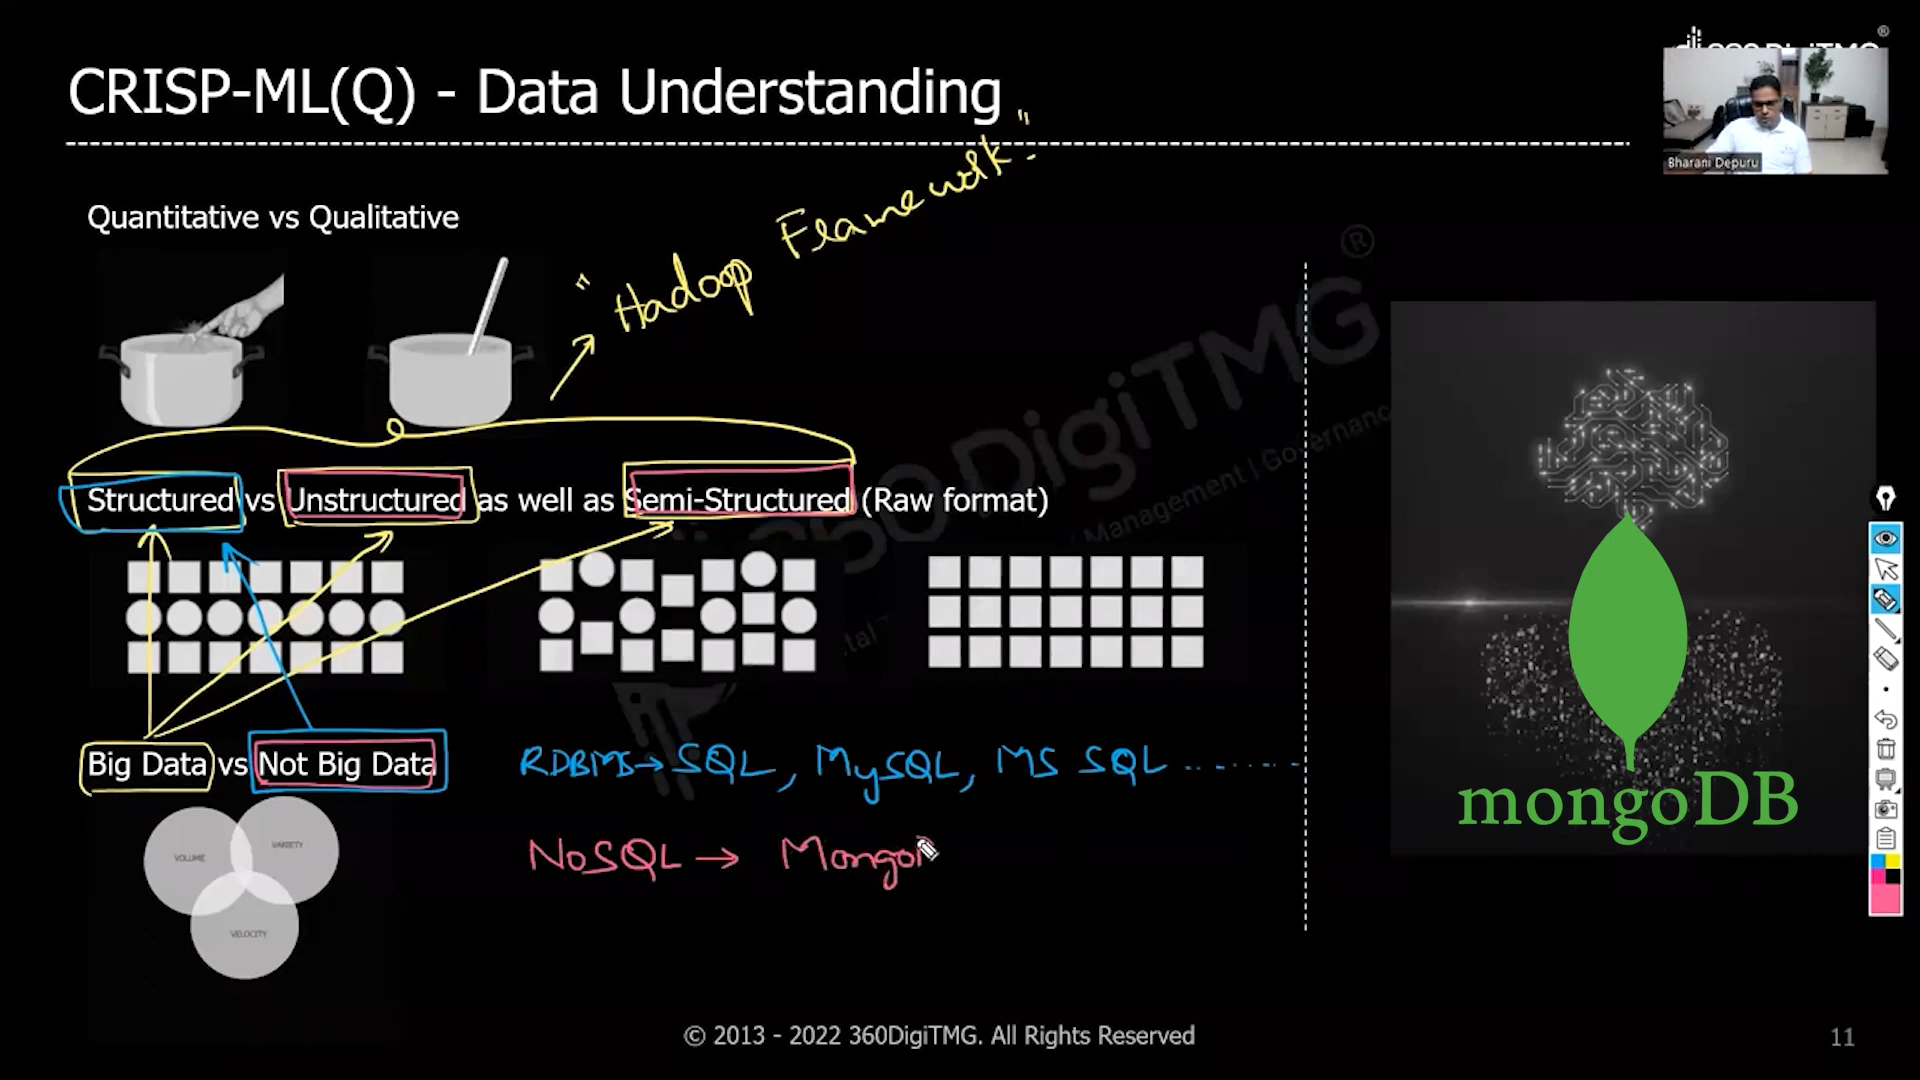 CRISP-ML(Q) - Data Understanding
Bharani Depuru
Quantitative vs Qualitative
" Hadoop Framework "
360DigiTMG ®
Management | Governanc
Structured vs Unstructured as well as Semi-Structured (Raw format)
Big Data vs Not Big Data
RDBMS → SQL, MySQL, MS SQL ........
NoSQL → Mongo
VOLUME
VARIETY
VELOCITY
mongoDB
© 2013 - 2022 360DigiTMG. All Rights Reserved
11